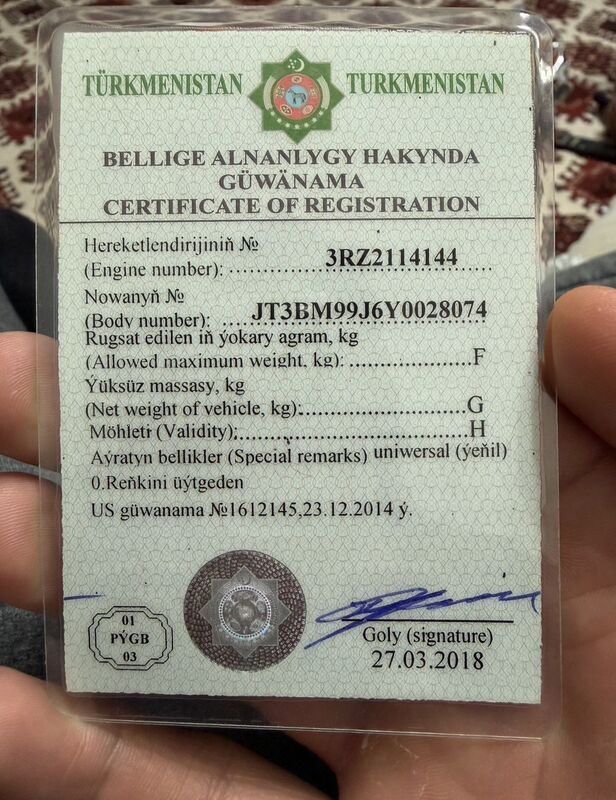 TÜRKMENISTAN TURKMENISTAN
BELLIGE ALNANLYGY HAKYNDA
GÜWÄNAMA
CERTIFICATE OF REGISTRATION
Hereketlendirijiniň №
(Engine number): 3RZ2114144
Nowanyň №
(Body number): JT3BM99J6Y0028074
Rugsat edilen iň ýokary agram, kg
(Allowed maximum weight, kg): F
Ýüksüz massasy, kg
(Net weight of vehicle, kg): G
Möhleti (Validity): H
Aýratyn bellikler (Special remarks) uniwersal (ýeňil)
0.Reňkini üýtgeden
US güwanama №1612145,23.12.2014 ý.
01
PÝGB
03
Goly (signature)
27.03.2018